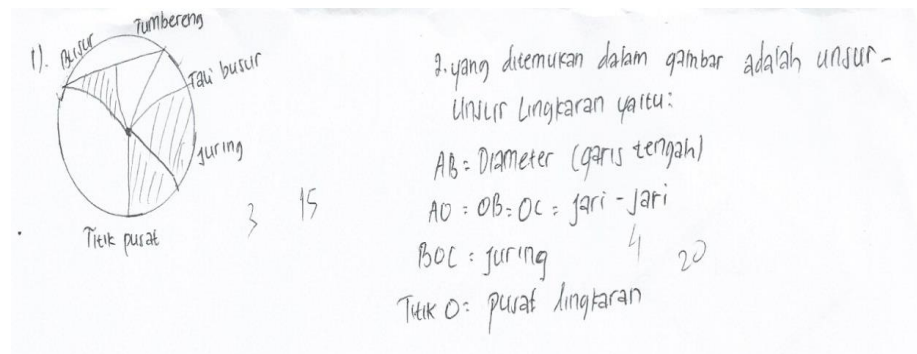 1).
Busur
Tumbereng
Tali busur
Juring
Titik pusat
3 15
2. yang ditemukan dalam gambar adalah unsur-
unsur lingkaran yaitu:
AB = Diameter (garis tengah)
AO = OB = OC = jari - jari
BOC = juring
4 20
Titik O = pusat lingkaran